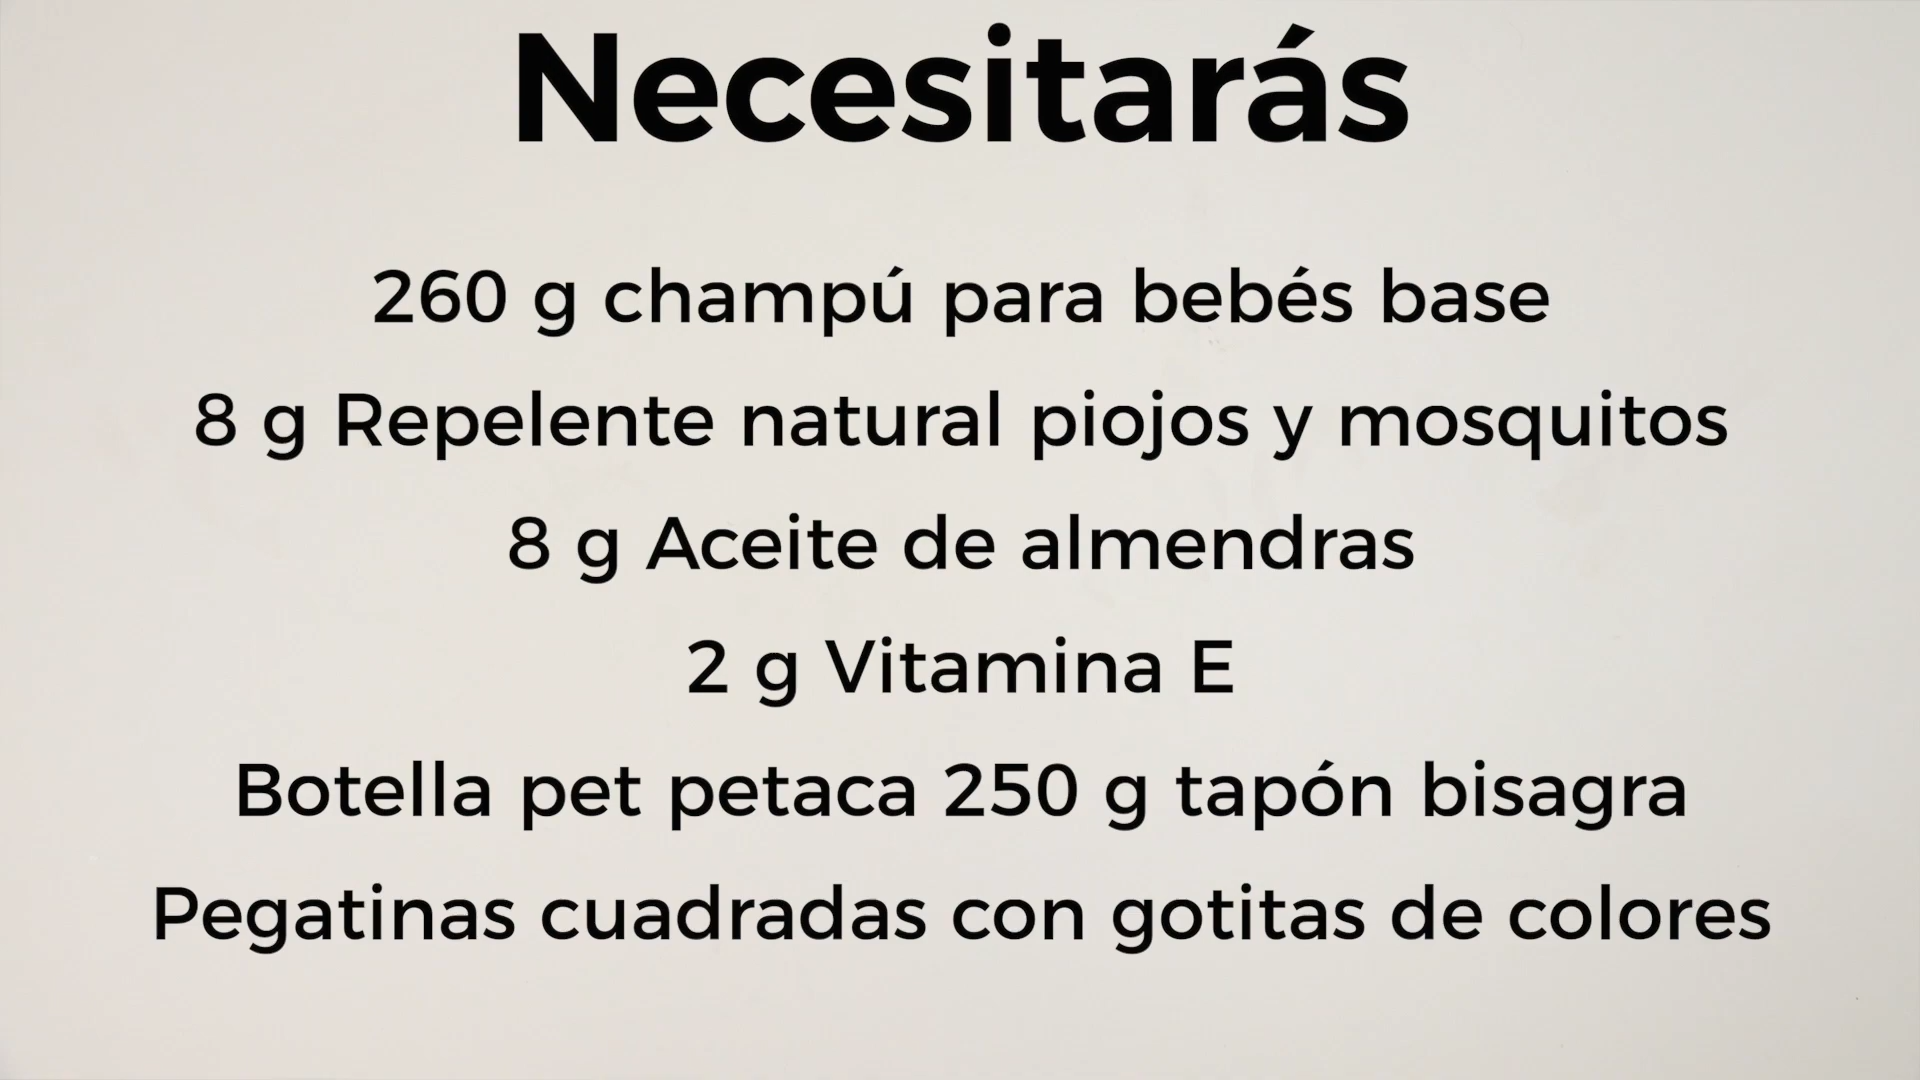 Necesitarás
260 g champú para bebés base
8 g Repelente natural piojos y mosquitos
8 g Aceite de almendras
2 g Vitamina E
Botella pet petaca 250 g tapón bisagra
Pegatinas cuadradas con gotitas de colores